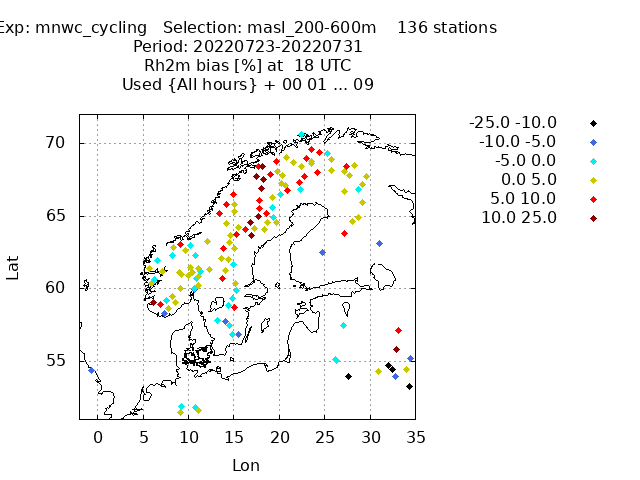 Exp: mnwc_cycling   Selection: masl_200-600m    136 stations
Period: 20220723-20220731
Rh2m bias [%] at  18 UTC
Used {All hours} + 00 01 ... 09
-25.0 -10.0
-10.0 -5.0
-5.0 0.0
0.0 5.0
5.0 10.0
10.0 25.0
70
65
60
55
Lat
0 5 10 15 20 25 30 35
Lon